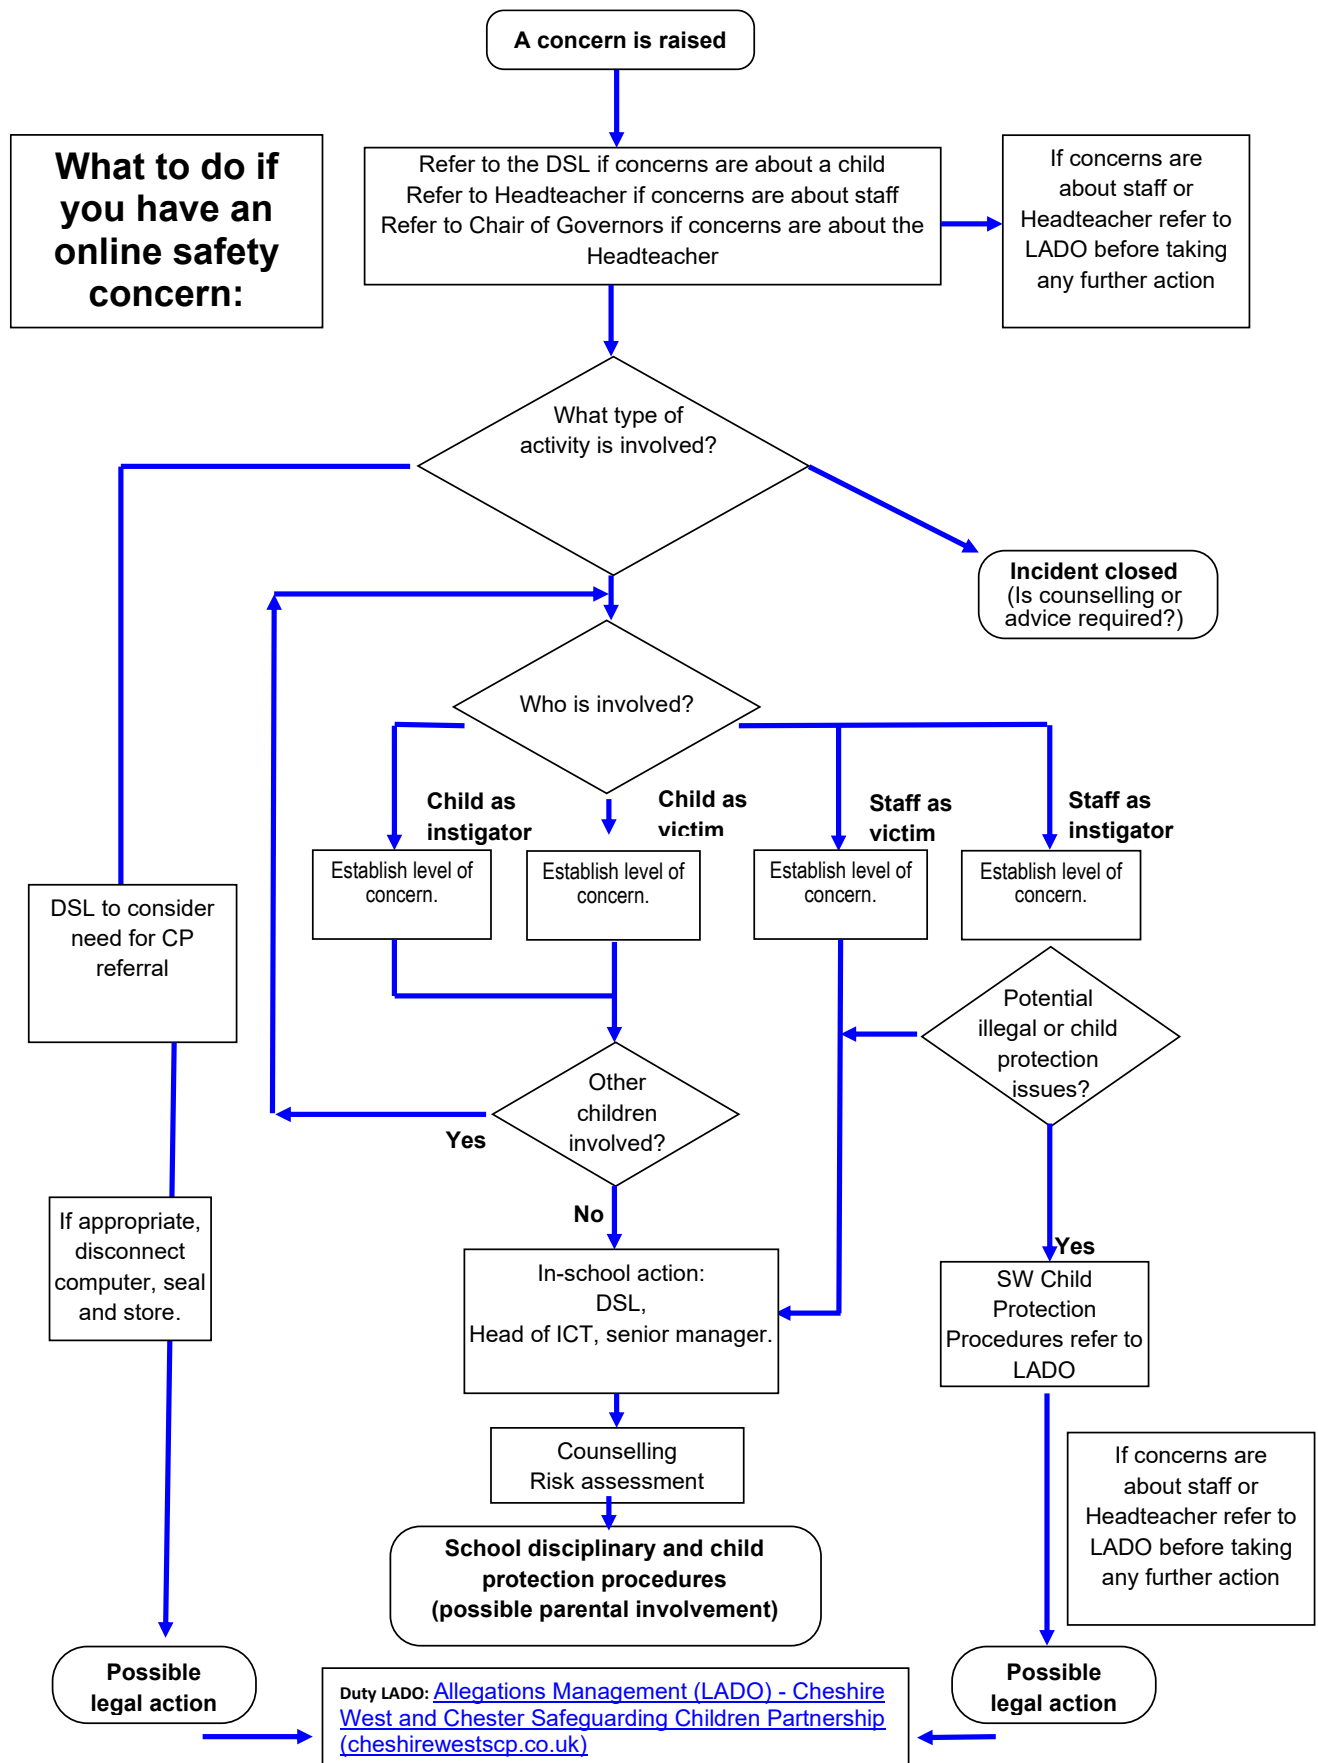 A concern is raised
What to do if
you have an
online safety
concern:
Refer to the DSL if concerns are about a child
Refer to Headteacher if concerns are about staff
Refer to Chair of Governors if concerns are about the
Headteacher
If concerns are
about staff or
Headteacher refer to
LADO before taking
any further action
What type of
activity is involved?
Incident closed
(Is counselling or
advice required?)
Who is involved?
Child as
instigator
Child as
victim
Staff as
victim
Staff as
instigator
Establish level of
concern.
Establish level of
concern.
Establish level of
concern.
Establish level of
concern.
DSL to consider
need for CP
referral
Potential
illegal or child
protection
issues?
Other
children
involved?
Yes
No
If appropriate,
disconnect
computer, seal
and store.
In-school action:
DSL,
Head of ICT, senior manager.
Yes
SW Child
Protection
Procedures refer to
LADO
Counselling
Risk assessment
If concerns are
about staff or
Headteacher refer to
LADO before taking
any further action
School disciplinary and child
protection procedures
(possible parental involvement)
Possible
legal action
Possible
legal action
Duty LADO: Allegations Management (LADO) - Cheshire
West and Chester Safeguarding Children Partnership
(cheshirewestscp.co.uk)